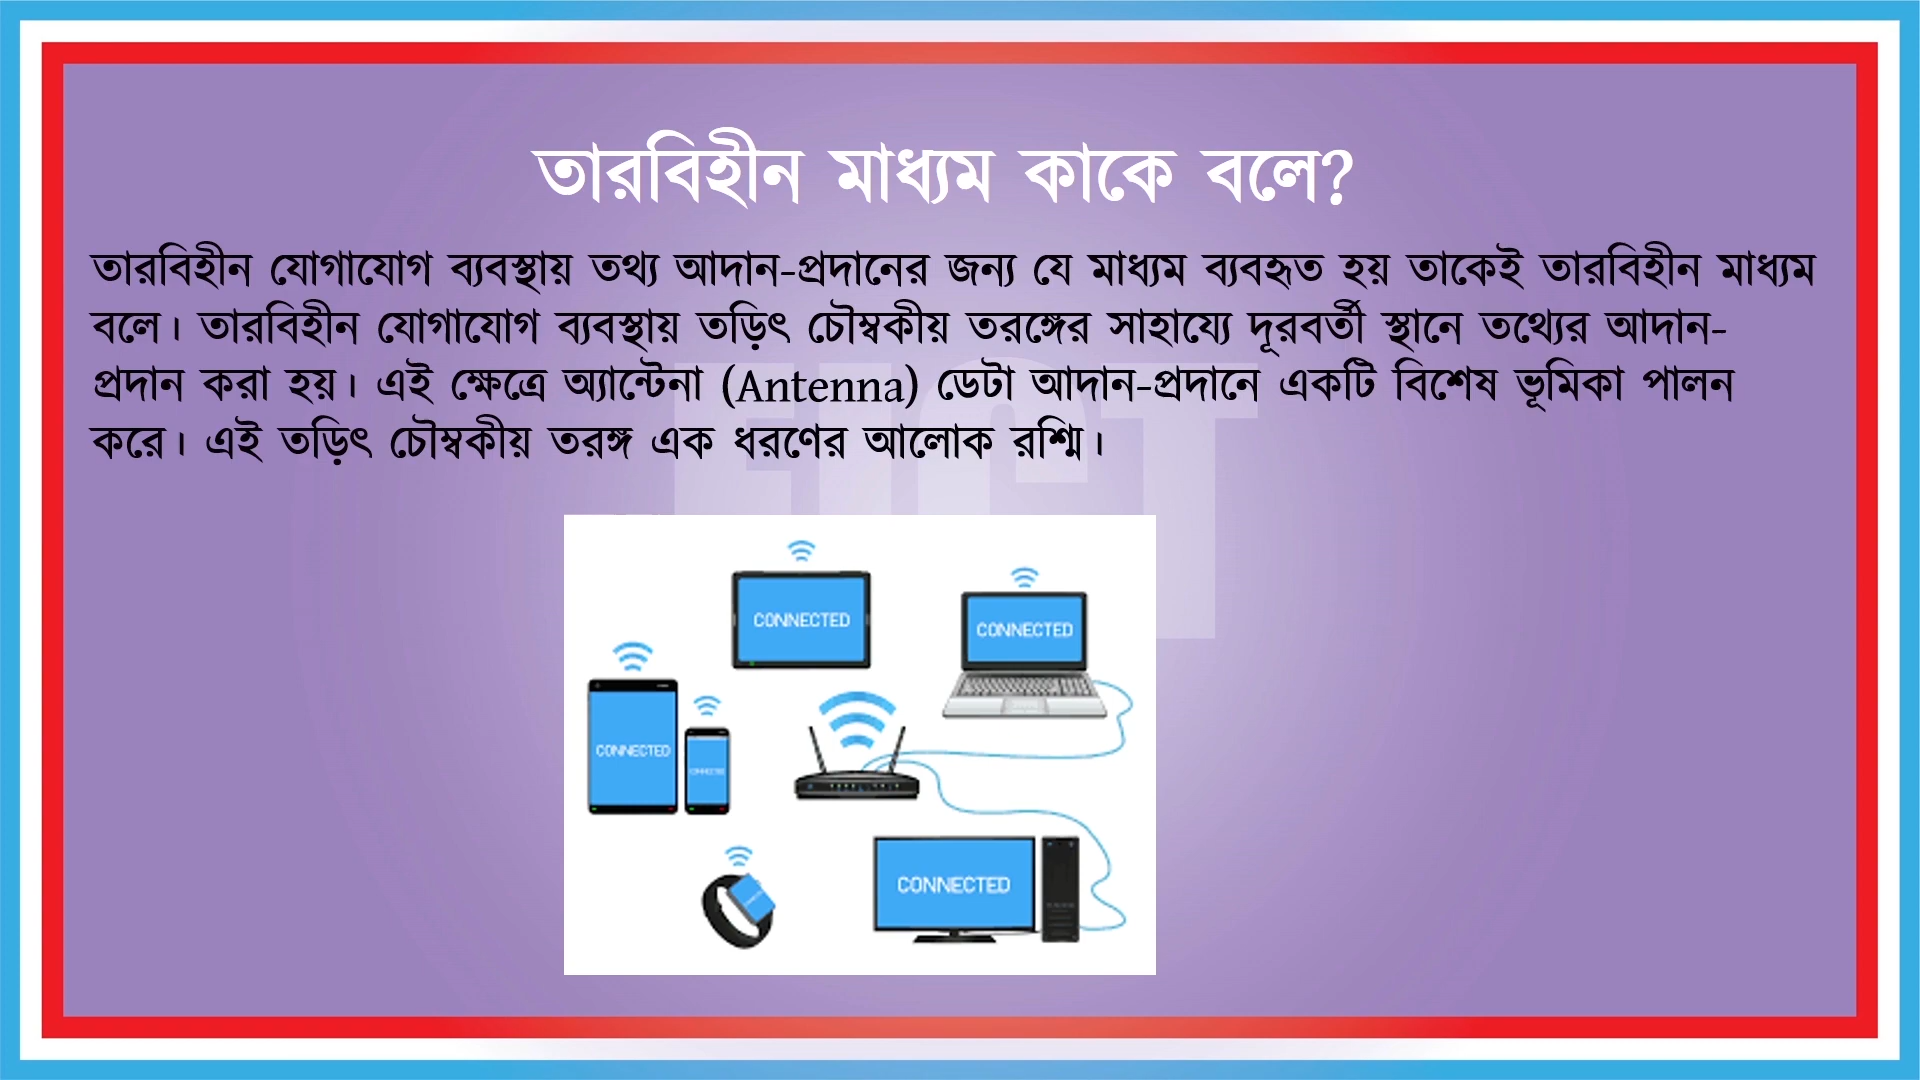 তারবিহীন মাধ্যম কাকে বলে?
তারবিহীন যোগাযোগ ব্যবস্থায় তথ্য আদান-প্রদানের জন্য যে মাধ্যম ব্যবহৃত হয় তাকেই তারবিহীন মাধ্যম
বলে। তারবিহীন যোগাযোগ ব্যবস্থায় তড়িৎ চৌম্বকীয় তরঙ্গের সাহায্যে দূরবর্তী স্থানে তথ্যের আদান-
প্রদান করা হয়। এই ক্ষেত্রে অ্যান্টেনা (Antenna) ডেটা আদান-প্রদানে একটি বিশেষ ভূমিকা পালন
করে। এই তড়িৎ চৌম্বকীয় তরঙ্গ এক ধরণের আলোক রশ্মি।
CONNECTED
CONNECTED
CONNECTED
CONNECTED
CONNECTED